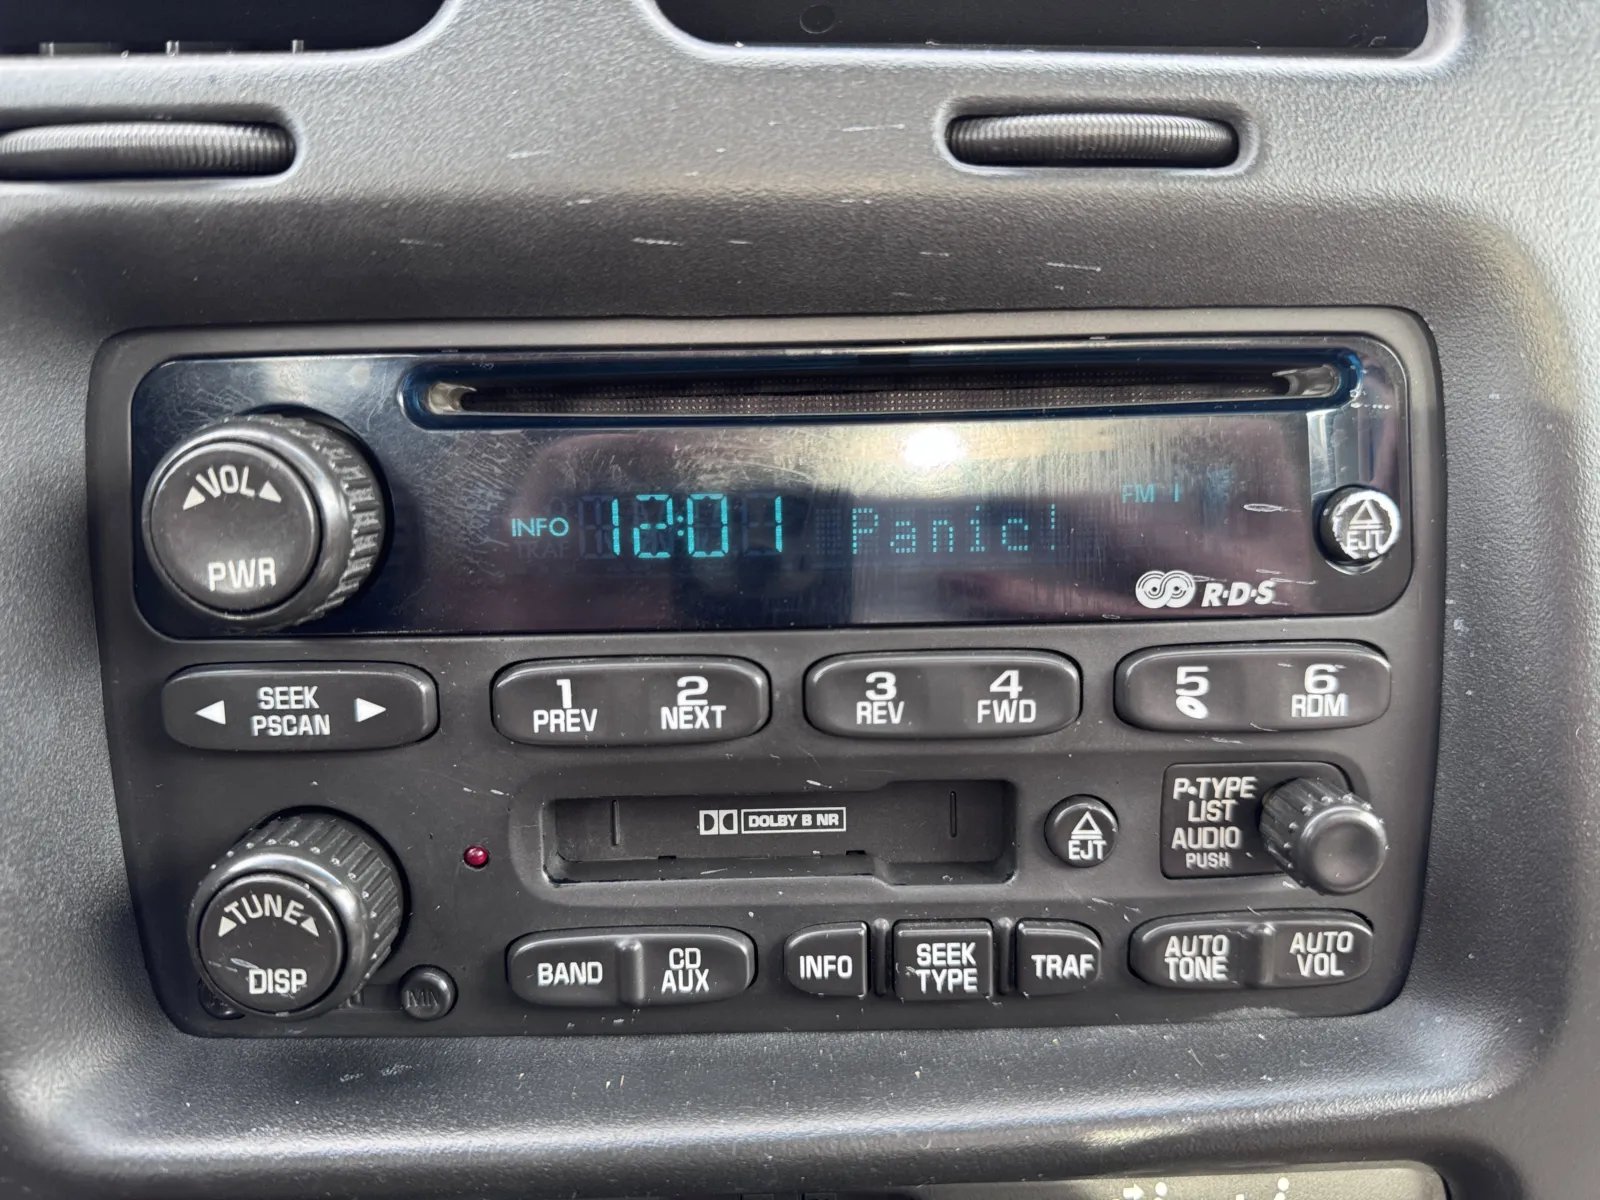 VOL
PWR
INFO 12:01 Panic! FM 1
TRAF
EJT
R·D·S
SEEK
PSCAN
1 PREV
2 NEXT
3 REV
4 FWD
5
6 RDM
DOLBY B NR
EJT
P-TYPE
LIST
AUDIO
PUSH
TUNE
DISP
MN
BAND
CD
AUX
INFO
SEEK
TYPE
TRAF
AUTO
TONE
AUTO
VOL